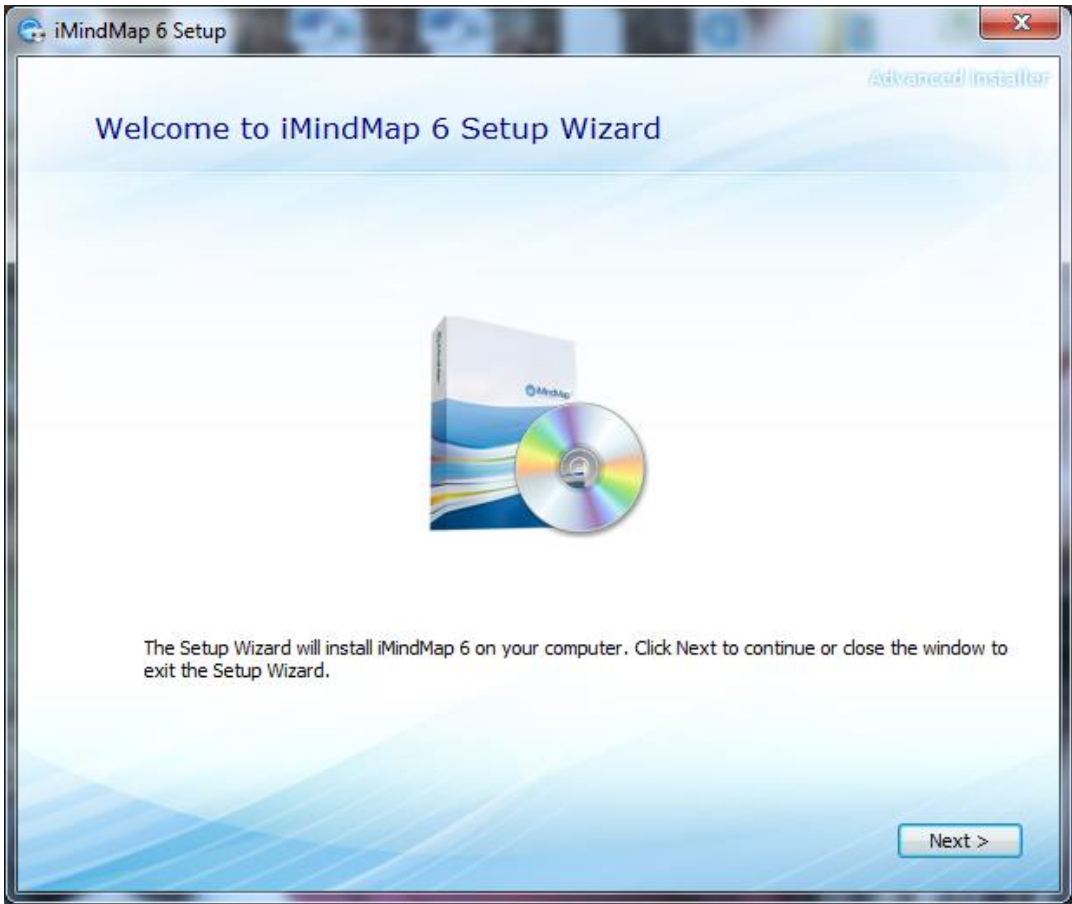 iMindMap 6 Setup
Advanced Installer
Welcome to iMindMap 6 Setup Wizard
iMindMap
The Setup Wizard will install iMindMap 6 on your computer. Click Next to continue or close the window to
exit the Setup Wizard.
Next >